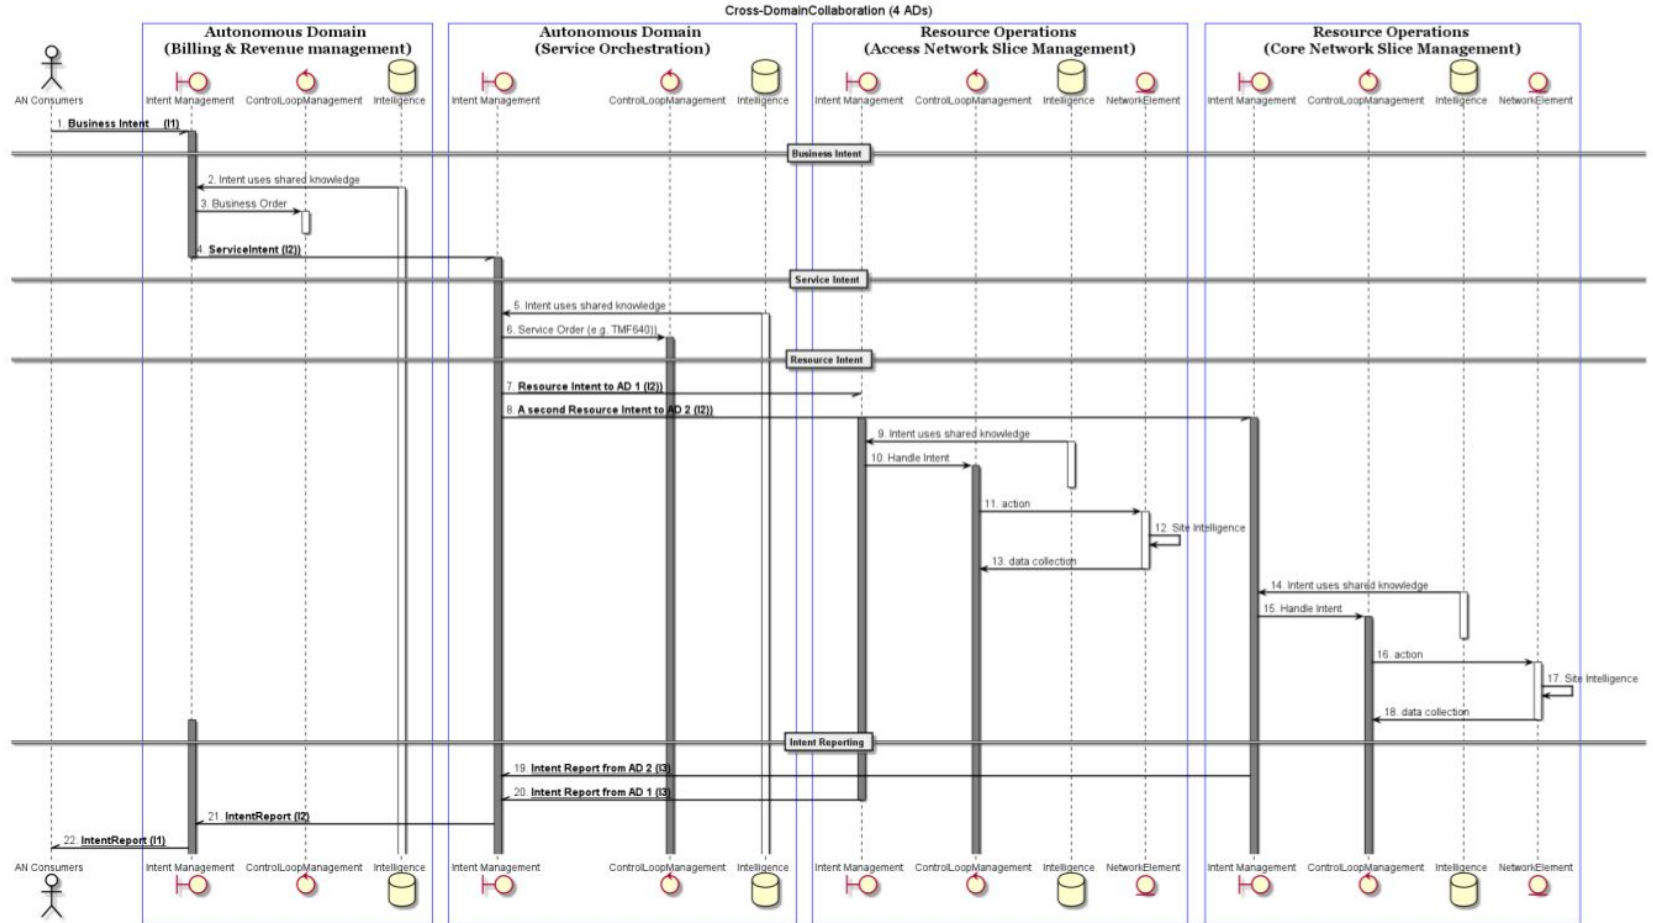 Cross-DomainCollaboration (4 ADs)
Autonomous Domain
(Billing & Revenue management)
Autonomous Domain
(Service Orchestration)
Resource Operations
(Access Network Slice Management)
Resource Operations
(Core Network Slice Management)
AN Consumers
Intent Management
ControlLoopManagement
Intelligence
Intent Management
ControlLoopManagement
Intelligence
Intent Management
ControlLoopManagement
Intelligence
NetworkElement
Intent Management
ControlLoopManagement
Intelligence
NetworkElement
1. Business Intent (I1)
Business Intent
2. Intent uses shared knowledge
3. Business Order
4. ServiceIntent (I2))
Service Intent
5. Intent uses shared knowledge
6. Service Order (e.g. TMF640))
Resource Intent
7. Resource Intent to AD 1 (I2))
8. A second Resource Intent to AD 2 (I2))
9. Intent uses shared knowledge
10. Handle Intent
11. action
12. Site Intelligence
13. data collection
14. Intent uses shared knowledge
15. Handle Intent
16. action
17. Site Intelligence
18. data collection
Intent Reporting
19. Intent Report from AD 2 (I3)
20. Intent Report from AD 1 (I3)
21. IntentReport (I2)
22. IntentReport (I1)
AN Consumers
Intent Management
ControlLoopManagement
Intelligence
Intent Management
ControlLoopManagement
Intelligence
Intent Management
ControlLoopManagement
Intelligence
NetworkElement
Intent Management
ControlLoopManagement
Intelligence
NetworkElement